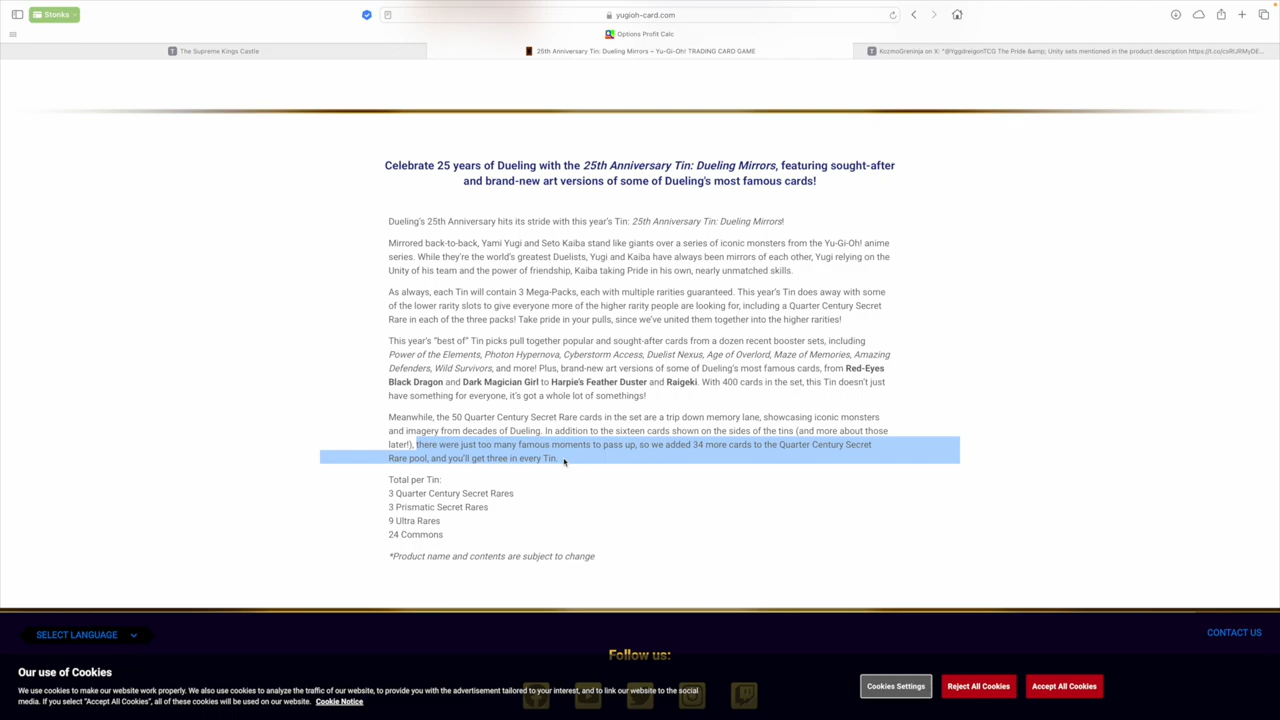 Stonks
yugioh-card.com
Options Profit Calc
The Supreme Kings Castle
25th Anniversary Tin: Dueling Mirrors – Yu-Gi-Oh! TRADING CARD GAME
Celebrate 25 years of Dueling with the 25th Anniversary Tin: Dueling Mirrors, featuring sought-after
and brand-new art versions of some of Dueling's most famous cards!
Dueling's 25th Anniversary hits its stride with this year's Tin: 25th Anniversary Tin: Dueling Mirrors!
Mirrored back-to-back, Yami Yugi and Seto Kaiba stand like giants over a series of iconic monsters from the Yu-Gi-Oh! anime
series. While they're the world's greatest Duelists, Yugi and Kaiba have always been mirrors of each other, Yugi relying on the
Unity of his team and the power of friendship, Kaiba taking Pride in his own, nearly unmatched skills.
As always, each Tin will contain 3 Mega-Packs, each with multiple rarities guaranteed. This year's Tin does away with some
of the lower rarity slots to give everyone more of the higher rarity people are looking for, including a Quarter Century Secret
Rare in each of the three packs! Take pride in your pulls, since we've united them together into the higher rarities!
This year's "best of" Tin picks pull together popular and sought-after cards from a dozen recent booster sets, including
Power of the Elements, Photon Hypernova, Cyberstorm Access, Duelist Nexus, Age of Overlord, Maze of Memories, Amazing
Defenders, Wild Survivors, and more! Plus, brand-new art versions of some of Dueling's most famous cards, from Red-Eyes
Black Dragon and Dark Magician Girl to Harpie's Feather Duster and Raigeki. With 400 cards in the set, this Tin doesn't just
have something for everyone, it's got a whole lot of somethings!
Meanwhile, the 50 Quarter Century Secret Rare cards in the set are a trip down memory lane, showcasing iconic monsters
and imagery from decades of Dueling. In addition to the sixteen cards shown on the sides of the tins (and more about those
later!), there were just too many famous moments to pass up, so we added 34 more cards to the Quarter Century Secret
Rare pool, and you'll get three in every Tin.
Total per Tin:
3 Quarter Century Secret Rares
3 Prismatic Secret Rares
9 Ultra Rares
24 Commons
*Product name and contents are subject to change
SELECT LANGUAGE
CONTACT US
Follow us:
Our use of Cookies
We use cookies to make our website work properly. We also use cookies to analyze the traffic of our website, to provide you with the advertisement tailored to your interest, and to link our website to the social
media. If you select "Accept All Cookies", all of these cookies will be used on our website. Cookie Notice
Cookies Settings
Reject All Cookies
Accept All Cookies